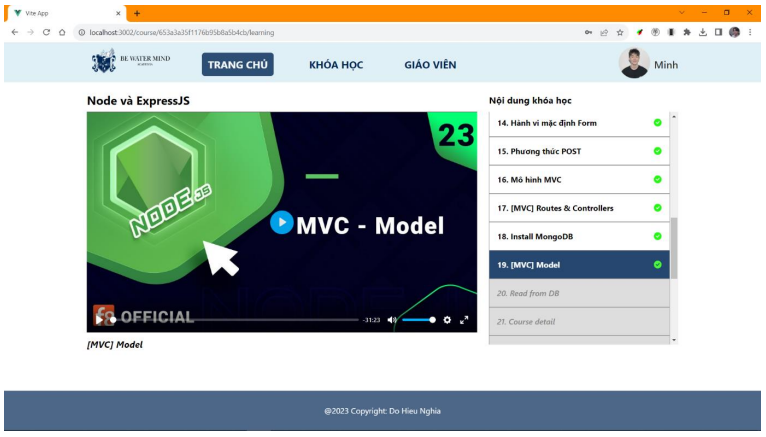 Vite App
localhost:3002/course/653a3a35f1176b95b8a5b4cb/learning
BE WATER MIND
TRANG CHỦ
KHÓA HỌC
GIÁO VIÊN
Minh
Node và ExpressJS
23
NODE JS
MVC - Model
OFFICIAL
-31:23
[MVC] Model
Nội dung khóa học
14. Hành vi mặc định Form
15. Phương thức POST
16. Mô hình MVC
17. [MVC] Routes & Controllers
18. Install MongoDB
19. [MVC] Model
20. Read from DB
21. Course detail
@2023 Copyright: Do Hieu Nghia